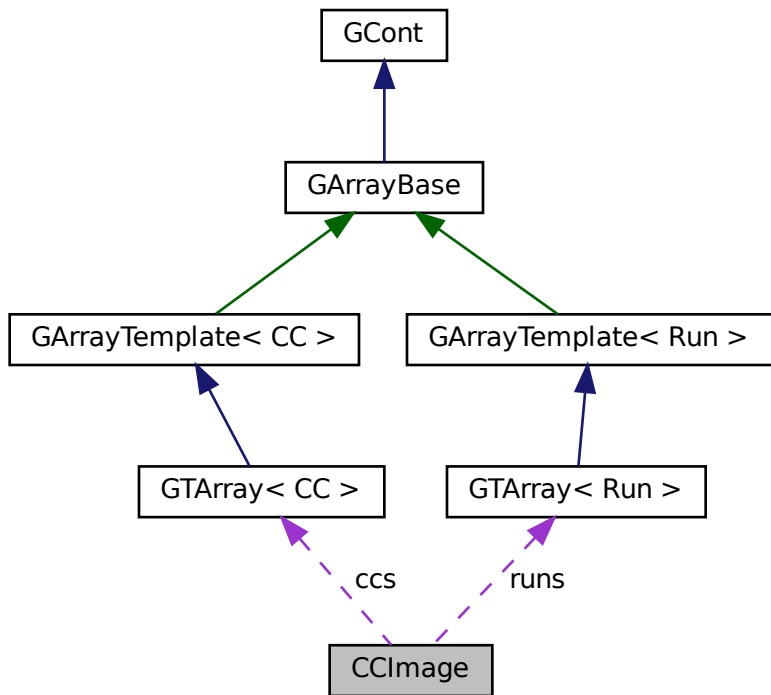 GCont
GArrayBase
GArrayTemplate< CC >
GArrayTemplate< Run >
GTArray< CC >
GTArray< Run >
ccs
runs
CCImage